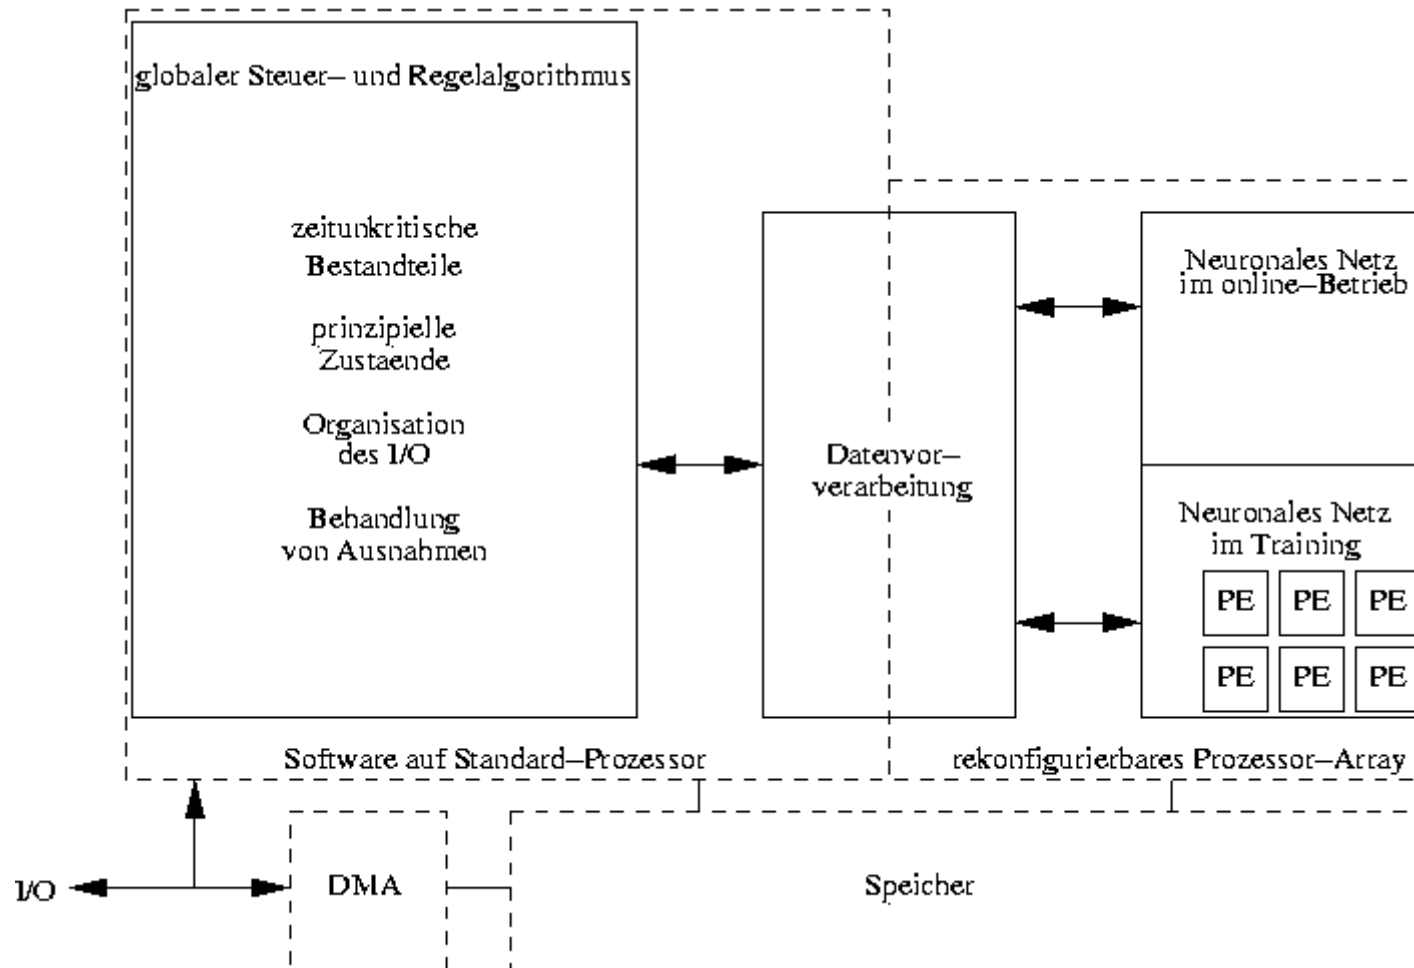 globaler Steuer– und Regelalgorithmus
zeitunkritische
Bestandteile
prinzipielle
Zustaende
Organisation
des I/O
Behandlung
von Ausnahmen
Datenvor–
verarbeitung
Neuronales Netz
im online–Betrieb
Neuronales Netz
im Training
PE PE PE
PE PE PE
Software auf Standard–Prozessor
rekonfigurierbares Prozessor–Array
I/O
DMA
Speicher